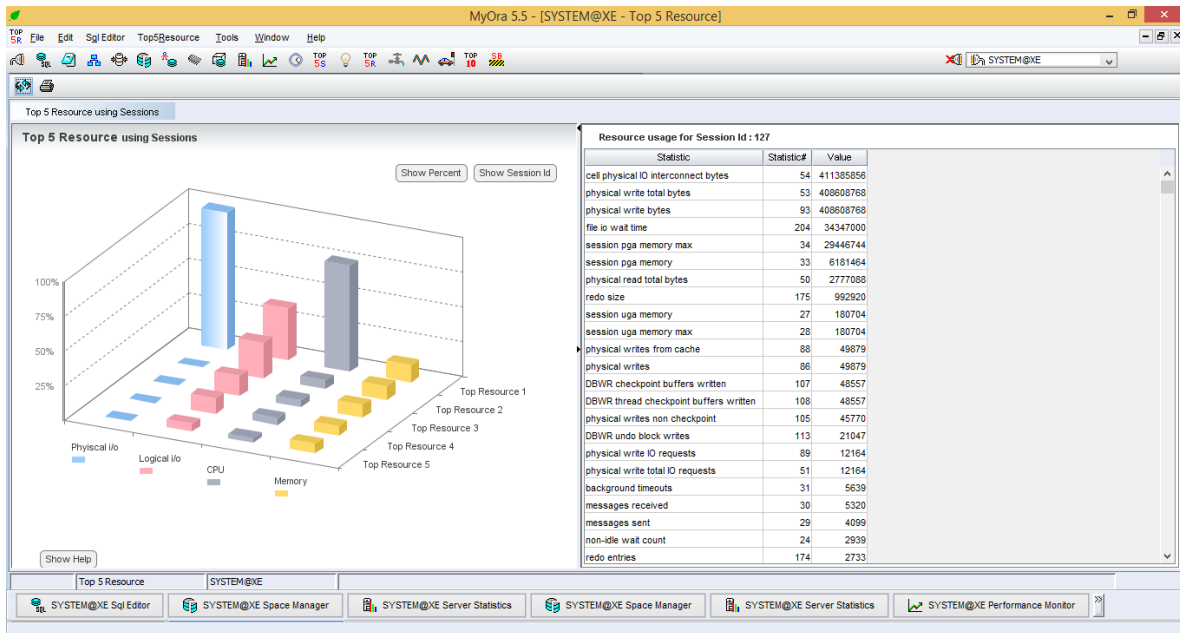 MyOra 5.5 - [SYSTEM@XE - Top 5 Resource]
TOP 5R File Edit Sql Editor Top5Resource Tools Window Help
SQL TOP 5S TOP 5R TOP 10 SB SYSTEM@XE
Top 5 Resource using Sessions
Top 5 Resource using Sessions
Show Percent Show Session Id
100%
75%
50%
25%
Top Resource 1
Top Resource 2
Top Resource 3
Top Resource 4
Top Resource 5
Phyiscal i/o
Logical i/o
CPU
Memory
Show Help
Resource usage for Session Id : 127
Statistic Statistic# Value
cell physical IO interconnect bytes 54 411385856
physical write total bytes 53 408608768
physical write bytes 93 408608768
file io wait time 204 34347000
session pga memory max 34 29446744
session pga memory 33 6181464
physical read total bytes 50 2777088
redo size 175 992920
session uga memory 27 180704
session uga memory max 28 180704
physical writes from cache 88 49879
physical writes 86 49879
DBWR checkpoint buffers written 107 48557
DBWR thread checkpoint buffers written 108 48557
physical writes non checkpoint 105 45770
DBWR undo block writes 113 21047
physical write IO requests 89 12164
physical write total IO requests 51 12164
background timeouts 31 5639
messages received 30 5320
messages sent 29 4099
non-idle wait count 24 2939
redo entries 174 2733
Top 5 Resource SYSTEM@XE
SQL SYSTEM@XE Sql Editor SYSTEM@XE Space Manager SYSTEM@XE Server Statistics SYSTEM@XE Space Manager SYSTEM@XE Server Statistics SYSTEM@XE Performance Monitor